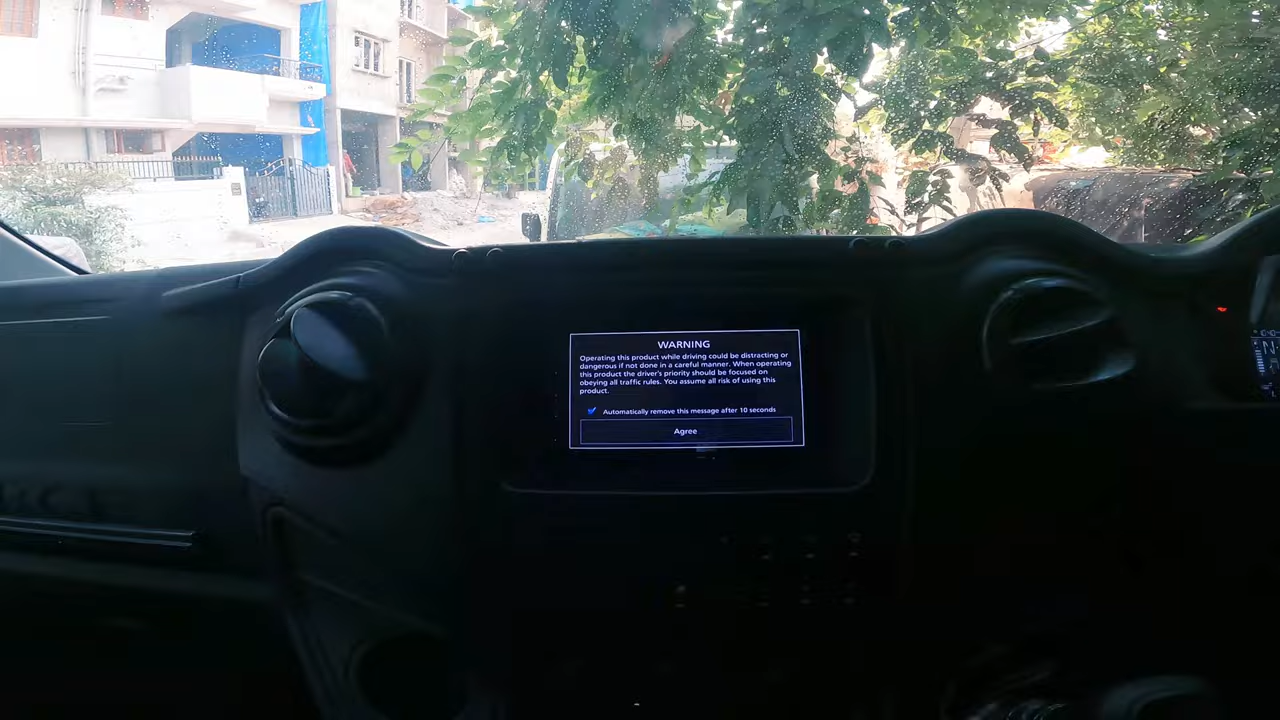 WARNING
Operating this product while driving could be distracting or
dangerous if not done in a careful manner. When operating
this product the driver's priority should be focused on
obeying all traffic rules. You assume all risk of using this
product.
Automatically remove this message after 10 seconds
Agree
N